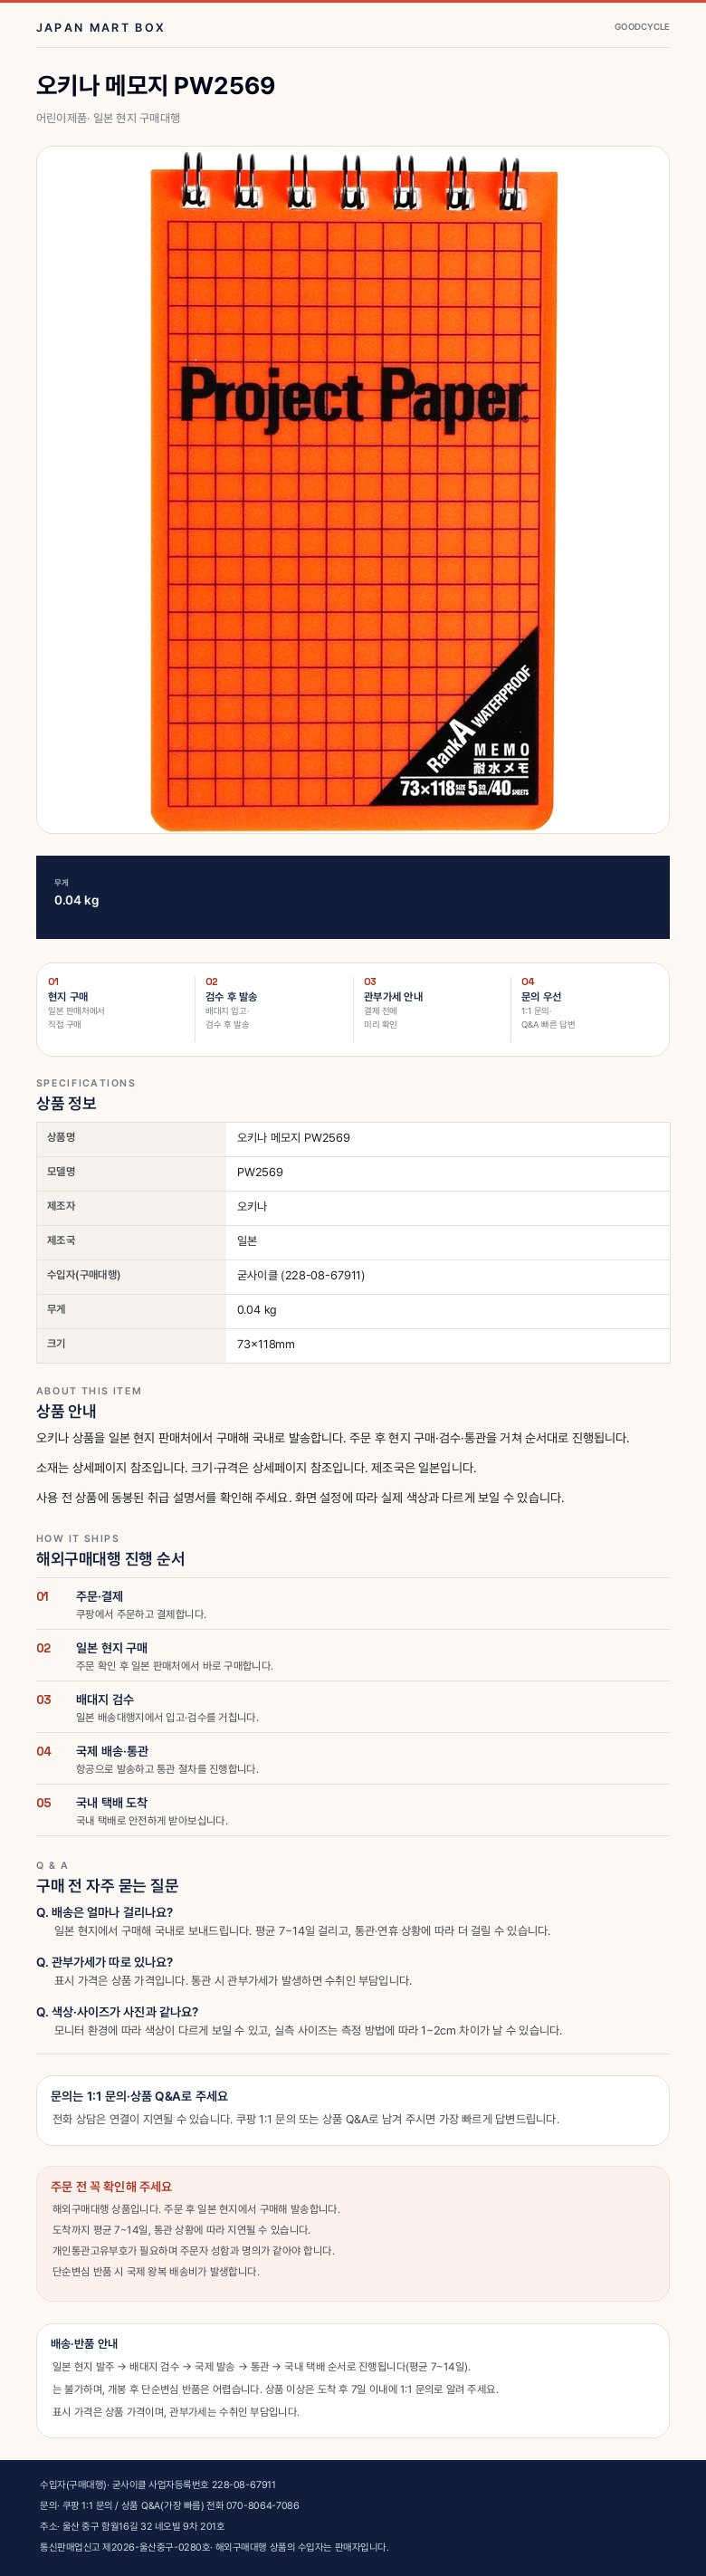 JAPAN MART BOX
GOODCYCLE
오키나 메모지 PW2569
어린이제품· 일본 현지 구매대행
Project Paper
RankA WATERPROOF
MEMO
耐水メモ
73×118 SIZE mm 5 SQ mm /40 SHEETS
무게
0.04 kg
01
현지 구매
일본 판매처에서
직접 구매
02
검수 후 발송
배대지 입고·
검수 후 발송
03
관부가세 안내
결제 전에
미리 확인
04
문의 우선
1:1 문의·
Q&A 빠른 답변
SPECIFICATIONS
상품 정보
상품명 오키나 메모지 PW2569
모델명 PW2569
제조자 오키나
제조국 일본
수입자(구매대행) 굳사이클 (228-08-67911)
무게 0.04 kg
크기 73×118mm
ABOUT THIS ITEM
상품 안내
오키나 상품을 일본 현지 판매처에서 구매해 국내로 발송합니다. 주문 후 현지 구매·검수·통관을 거쳐 순서대로 진행됩니다.
소재는 상세페이지 참조입니다. 크기·규격은 상세페이지 참조입니다. 제조국은 일본입니다.
사용 전 상품에 동봉된 취급 설명서를 확인해 주세요. 화면 설정에 따라 실제 색상과 다르게 보일 수 있습니다.
HOW IT SHIPS
해외구매대행 진행 순서
01 주문·결제
쿠팡에서 주문하고 결제합니다.
02 일본 현지 구매
주문 확인 후 일본 판매처에서 바로 구매합니다.
03 배대지 검수
일본 배송대행지에서 입고·검수를 거칩니다.
04 국제 배송·통관
항공으로 발송하고 통관 절차를 진행합니다.
05 국내 택배 도착
국내 택배로 안전하게 받아보십니다.
Q & A
구매 전 자주 묻는 질문
Q. 배송은 얼마나 걸리나요?
일본 현지에서 구매해 국내로 보내드립니다. 평균 7~14일 걸리고, 통관·연휴 상황에 따라 더 걸릴 수 있습니다.
Q. 관부가세가 따로 있나요?
표시 가격은 상품 가격입니다. 통관 시 관부가세가 발생하면 수취인 부담입니다.
Q. 색상·사이즈가 사진과 같나요?
모니터 환경에 따라 색상이 다르게 보일 수 있고, 실측 사이즈는 측정 방법에 따라 1~2cm 차이가 날 수 있습니다.
문의는 1:1 문의·상품 Q&A로 주세요
전화 상담은 연결이 지연될 수 있습니다. 쿠팡 1:1 문의 또는 상품 Q&A로 남겨 주시면 가장 빠르게 답변드립니다.
주문 전 꼭 확인해 주세요
해외구매대행 상품입니다. 주문 후 일본 현지에서 구매해 발송합니다.
도착까지 평균 7~14일, 통관 상황에 따라 지연될 수 있습니다.
개인통관고유부호가 필요하며 주문자 성함과 명의가 같아야 합니다.
단순변심 반품 시 국제 왕복 배송비가 발생합니다.
배송·반품 안내
일본 현지 발주 → 배대지 검수 → 국제 발송 → 통관 → 국내 택배 순서로 진행됩니다(평균 7~14일).
는 불가하며, 개봉 후 단순변심 반품은 어렵습니다. 상품 이상은 도착 후 7일 이내에 1:1 문의로 알려 주세요.
표시 가격은 상품 가격이며, 관부가세는 수취인 부담입니다.
수입자(구매대행)· 굳사이클 사업자등록번호 228-08-67911
문의· 쿠팡 1:1 문의 / 상품 Q&A(가장 빠름) 전화 070-8064-7086
주소· 울산 중구 함월16길 32 네오빌 9차 201호
통신판매업신고 제2026-울산중구-0280호· 해외구매대행 상품의 수입자는 판매자입니다.